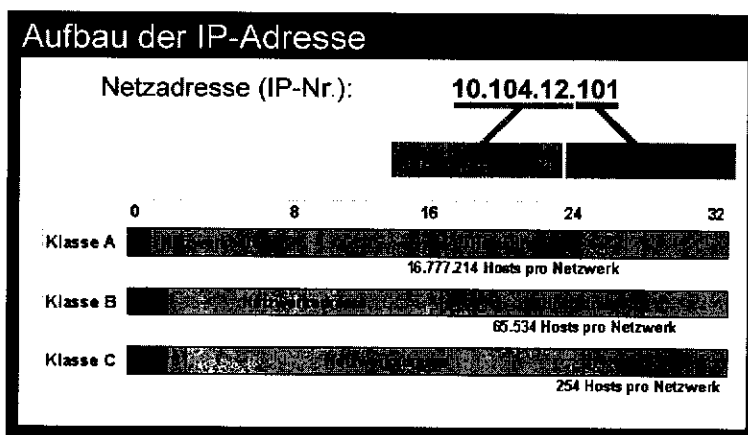 Aufbau der IP-Adresse
Netzadresse (IP-Nr.): 10.104.12.101
0 8 16 24 32
Klasse A
16.777.214 Hosts pro Netzwerk
Klasse B
65.534 Hosts pro Netzwerk
Klasse C
254 Hosts pro Netzwerk